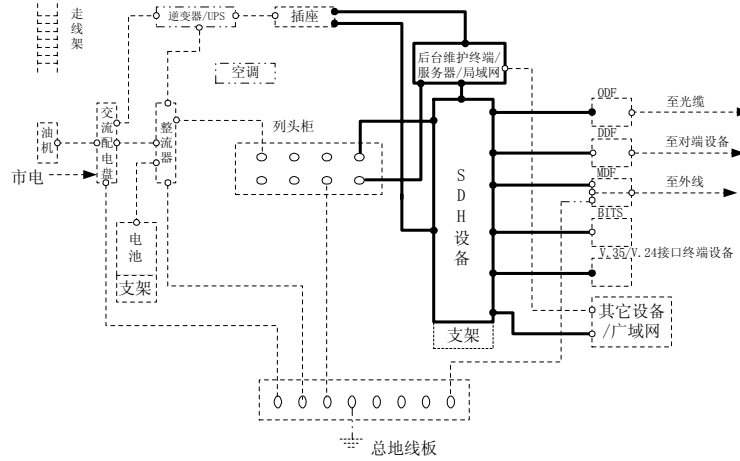 走
线
架
逆变器/UPS
插座
后台维护终端/
服务器/局域网
空调
油
机
交
流
配
电
盘
整
流
器
列头柜
市电
电
池
支架
S
D
H
设
备
支架
ODF
至光缆
DDF
至对端设备
MDF
至外线
BITS
V.35/V.24接口终端设备
其它设备
/广域网
总地线板